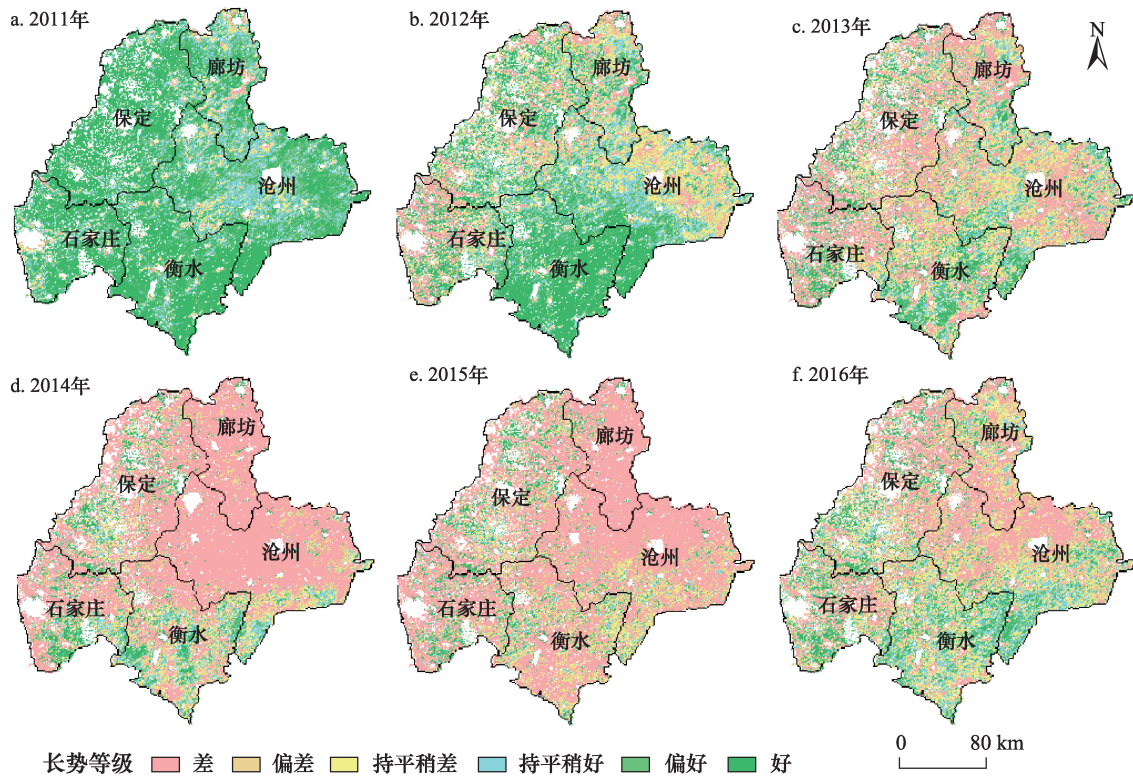 a. 2011年
廊坊
保定
沧州
石家庄
衡水
b. 2012年
廊坊
保定
沧州
石家庄
衡水
c. 2013年
N
廊坊
保定
沧州
石家庄
衡水
d. 2014年
廊坊
保定
沧州
石家庄
衡水
e. 2015年
廊坊
保定
沧州
石家庄
衡水
f. 2016年
廊坊
保定
沧州
石家庄
衡水
0 80 km
长势等级 差 偏差 持平稍差 持平稍好 偏好 好